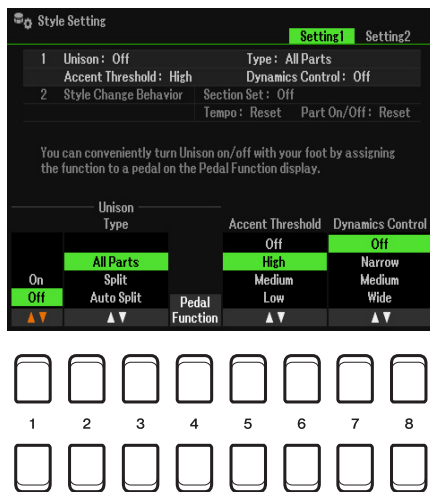 Style Setting
Setting1 Setting2
1 Unison: Off Type: All Parts
Accent Threshold: High Dynamics Control: Off
2 Style Change Behavior Section Set: Off
Tempo: Reset Part On/Off: Reset
You can conveniently turn Unison on/off with your foot by assigning
the function to a pedal on the Pedal Function display.
Unison
Type Accent Threshold Dynamics Control
Off Off
All Parts High Narrow
On Split Medium Medium
Off Auto Split Pedal Low Wide
▲▼ ▲▼ Function ▲▼ ▲▼
1 2 3 4 5 6 7 8